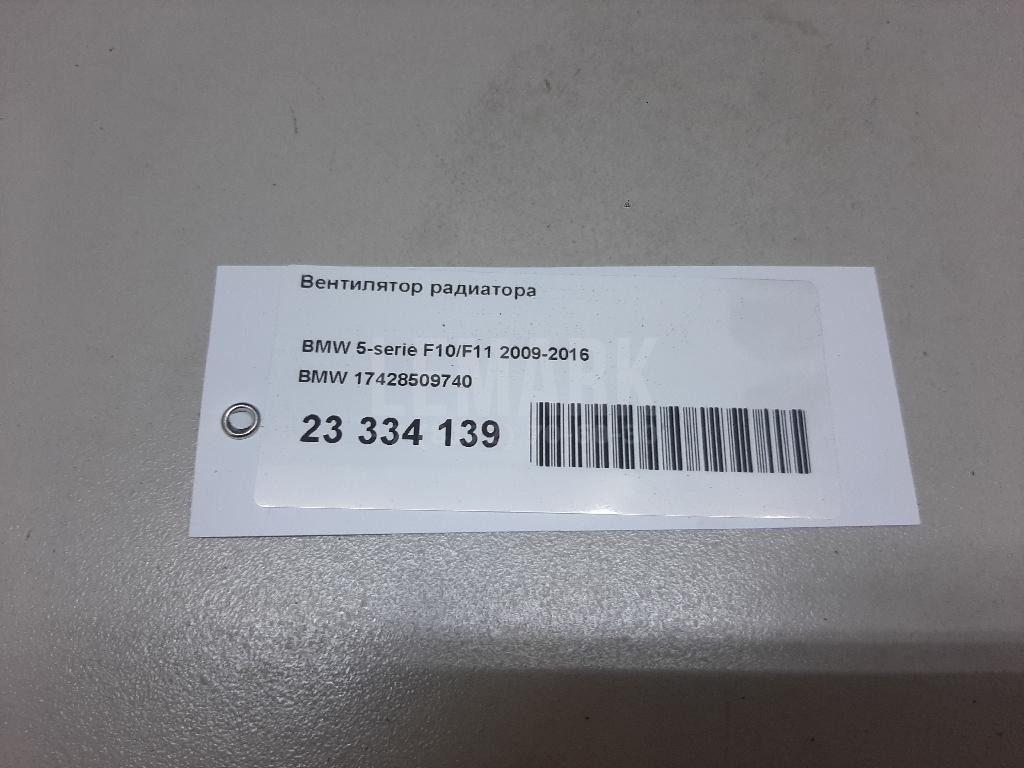 Вентилятор радиатора
BMW 5-serie F10/F11 2009-2016
BMW 17428509740
23 334 139